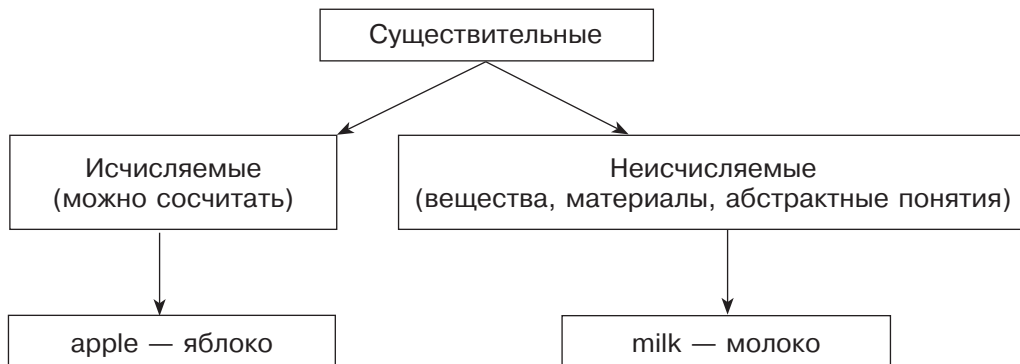 Существительные
Исчисляемые
(можно сосчитать)
Неисчисляемые
(вещества, материалы, абстрактные понятия)
apple — яблоко
milk — молоко